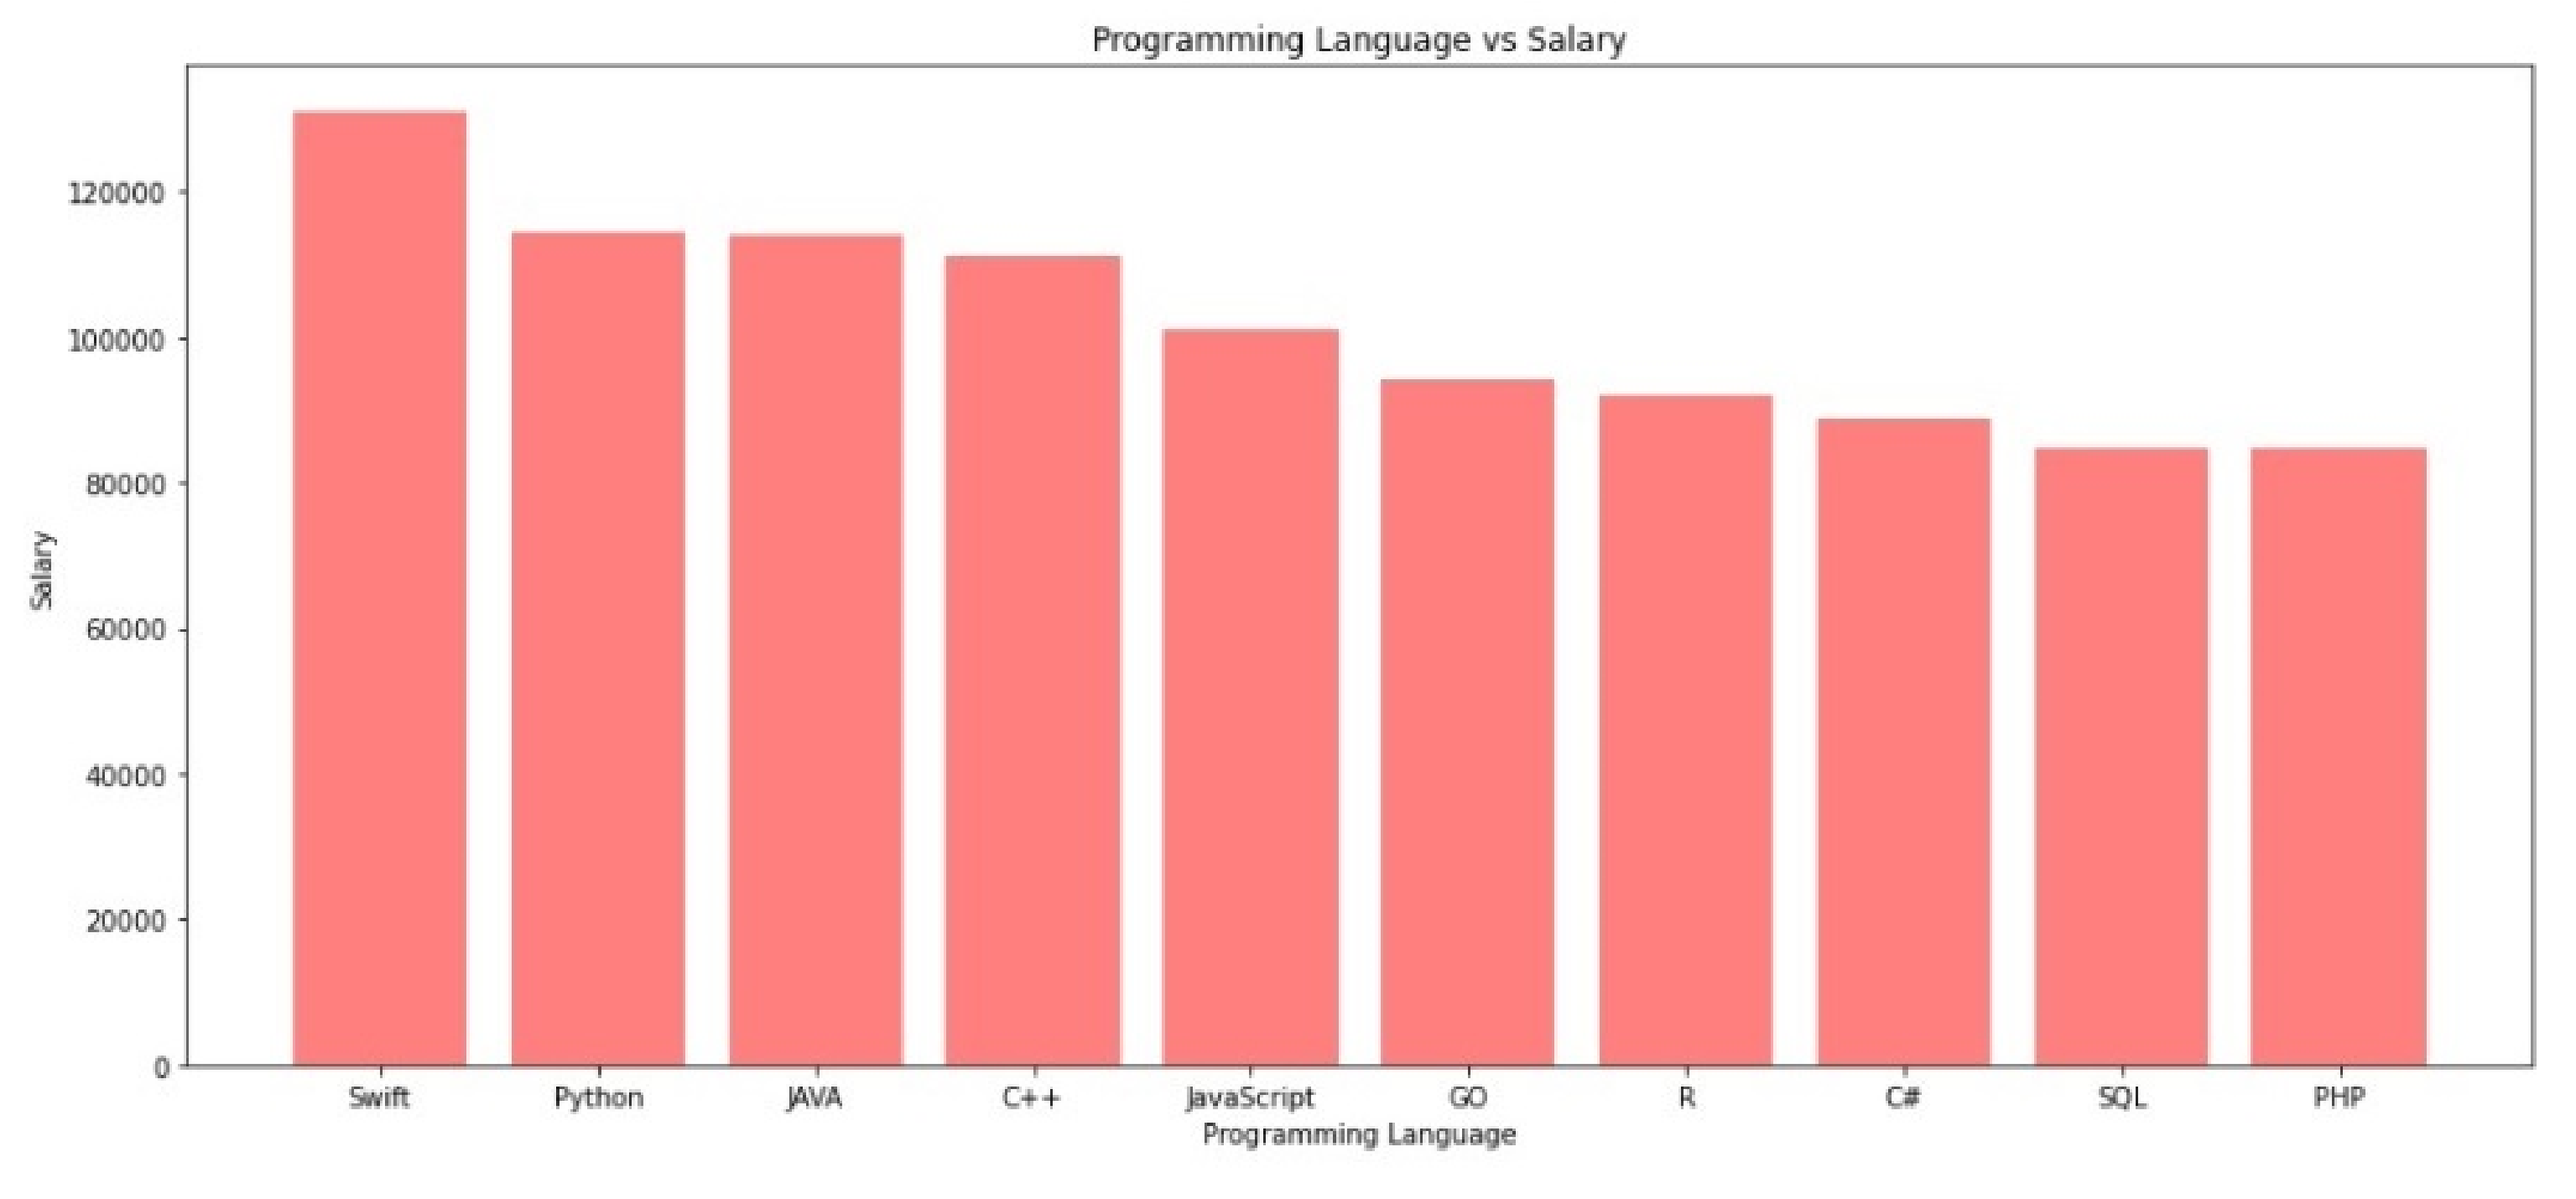 Programming Language vs Salary
120000
100000
80000
60000
40000
20000
0
Salary
Swift Python JAVA C++ JavaScript GO R C# SQL PHP
Programming Language